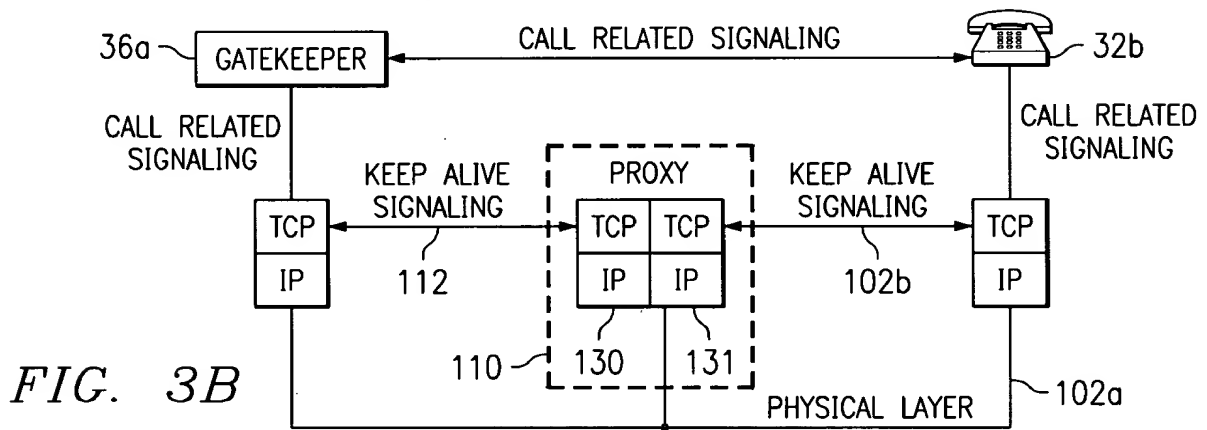 36a
GATEKEEPER
CALL RELATED SIGNALING
32b
CALL RELATED
SIGNALING
CALL RELATED
SIGNALING
KEEP ALIVE
SIGNALING
PROXY
KEEP ALIVE
SIGNALING
TCP
IP
112
TCP TCP
IP IP
102b
TCP
IP
110
130
131
102a
PHYSICAL LAYER
FIG. 3B